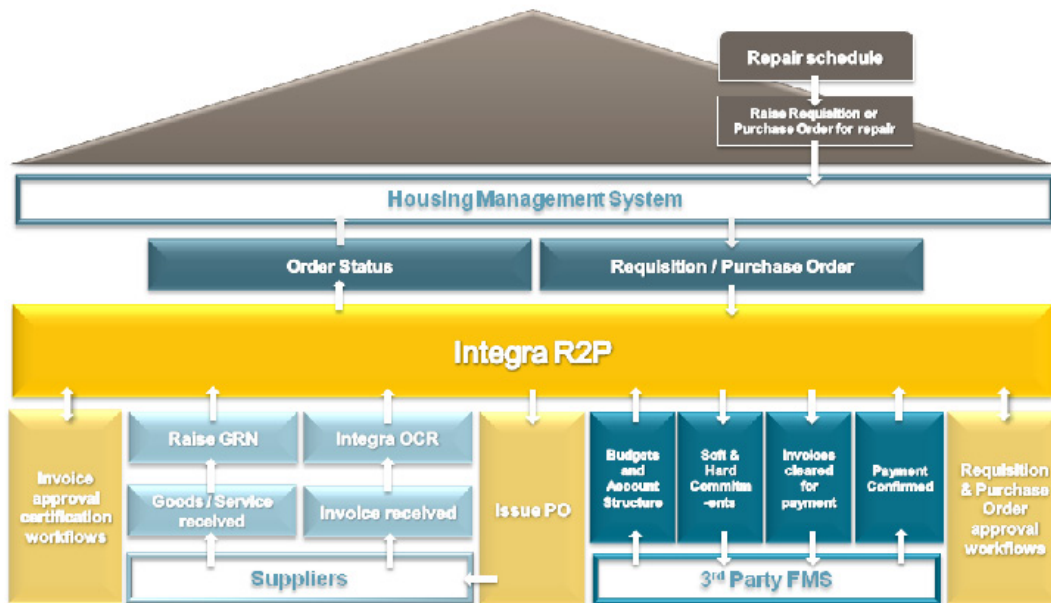 Repair schedule
Raise Requisition or
Purchase Order for repair
Housing Management System
Order Status
Requisition / Purchase Order
Integra R2P
Invoice
approval
certification
workflows
Raise GRN
Goods / Service
received
Integra OCR
Invoice received
Suppliers
Issue PO
Budgets
and
Account
Structure
Soft &
Hard
Commitm
-ents
Invoices
cleared
for
payment
Payment
Confirmed
3rd Party FMS
Requisition
& Purchase
Order
approval
workflows